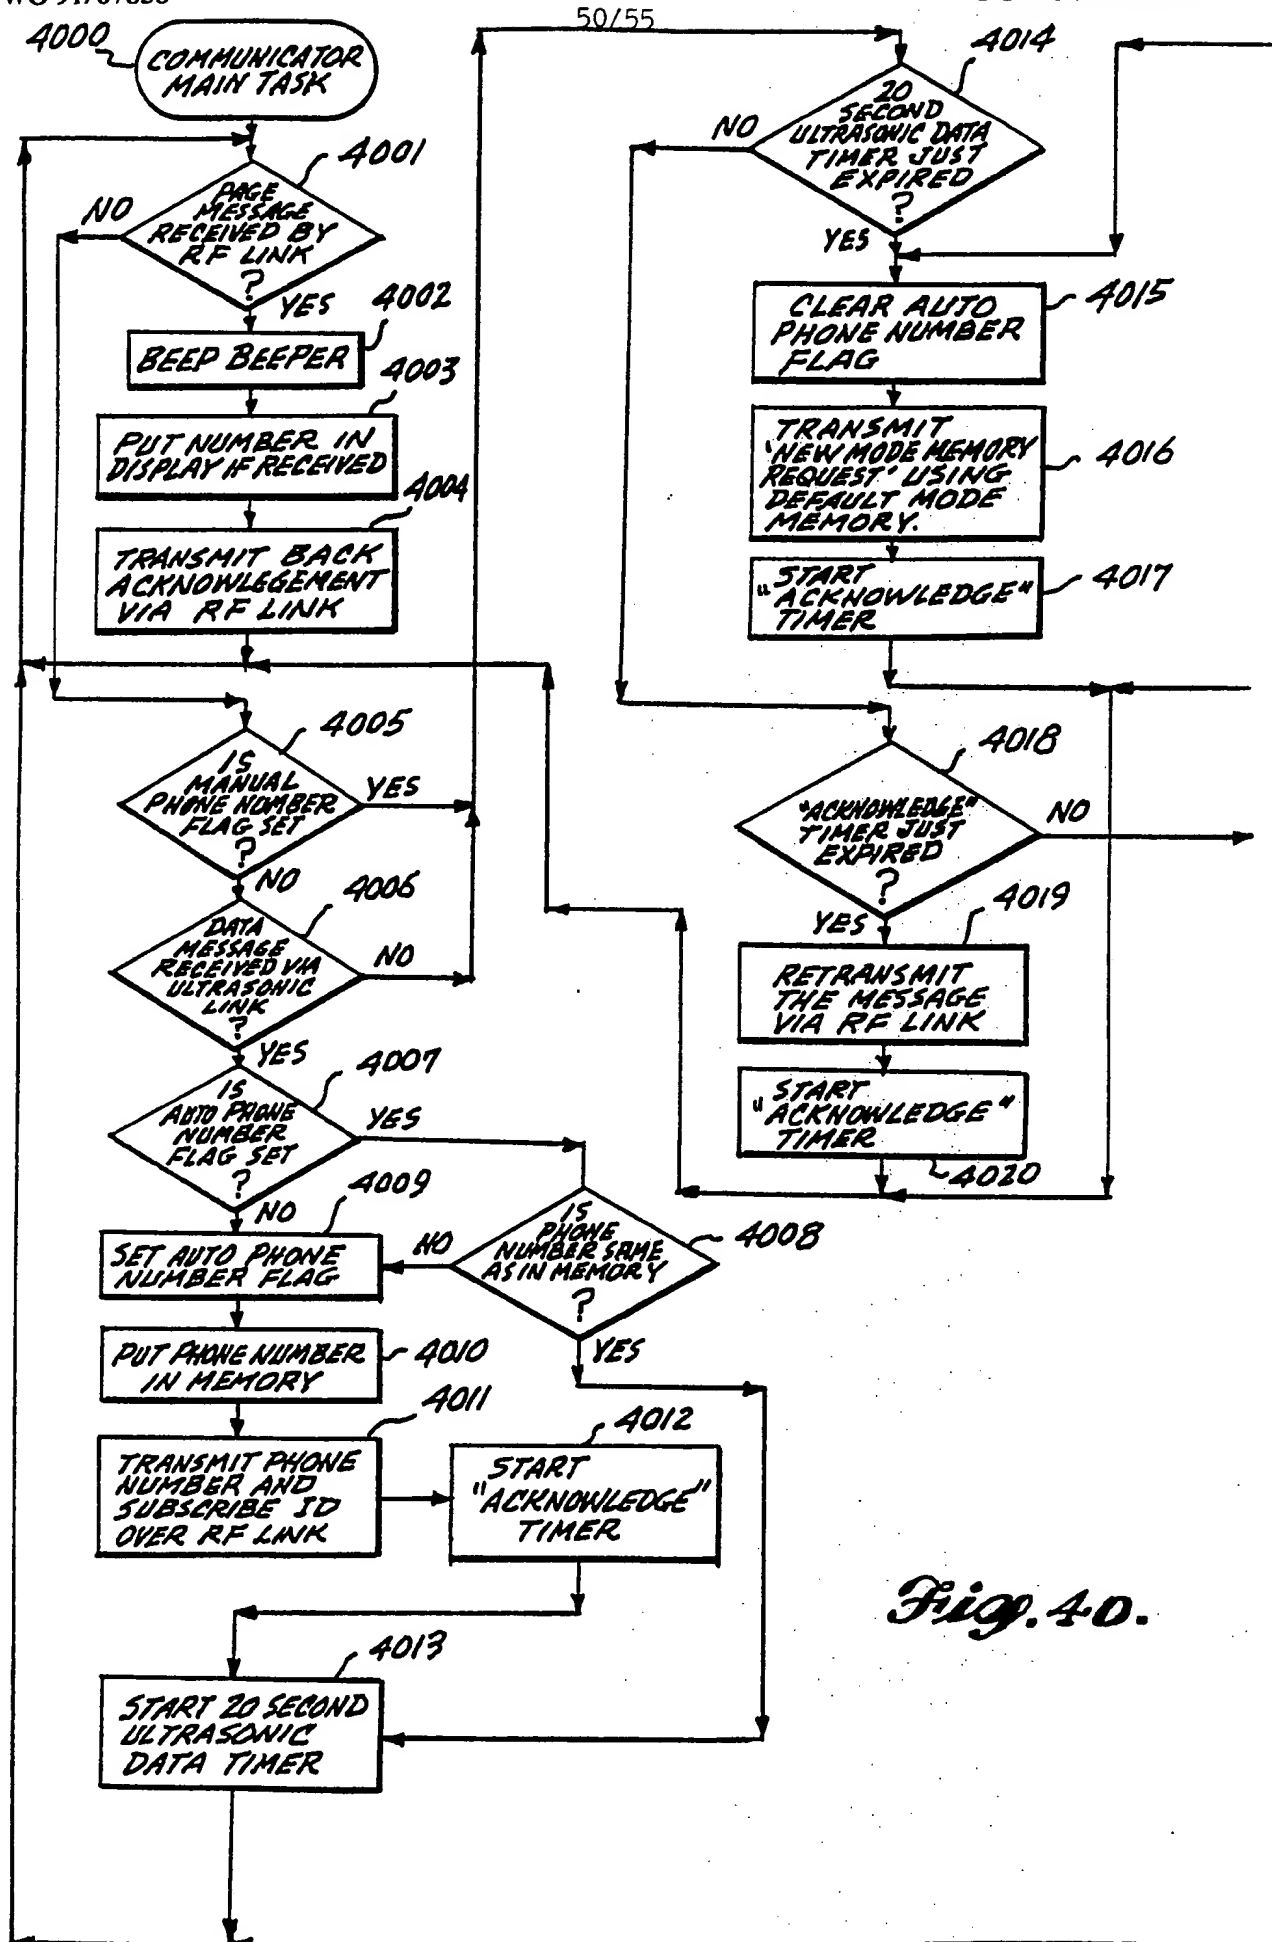 50/55
4000
COMMUNICATOR
MAIN TASK
4001
PAGE
MESSAGE
RECEIVED BY
RF LINK
?
NO
YES
4002
BEEP BEEPER
4003
PUT NUMBER IN
DISPLAY IF RECEIVED
4004
TRANSMIT BACK
ACKNOWLEGEMENT
VIA RF LINK
4005
IS
MANUAL
PHONE NUMBER
FLAG SET
?
YES
NO
4006
DATA
MESSAGE
RECEIVED VIA
ULTRASONIC
LINK
?
NO
YES
4007
IS
AUTO PHONE
NUMBER
FLAG SET
?
YES
NO
4008
IS
PHONE
NUMBER SAME
AS IN MEMORY
?
NO
YES
4009
SET AUTO PHONE
NUMBER FLAG
4010
PUT PHONE NUMBER
IN MEMORY
4011
TRANSMIT PHONE
NUMBER AND
SUBSCRIBE ID
OVER RF LINK
4012
START
"ACKNOWLEDGE"
TIMER
4013
START 20 SECOND
ULTRASONIC
DATA TIMER
4014
20
SECOND
ULTRASONIC DATA
TIMER JUST
EXPIRED
?
NO
YES
4015
CLEAR AUTO
PHONE NUMBER
FLAG
4016
TRANSMIT
'NEW MODE MEMORY
REQUEST' USING
DEFAULT MODE
MEMORY.
4017
START
"ACKNOWLEDGE"
TIMER
4018
"ACKNOWLEDGE"
TIMER JUST
EXPIRED
?
NO
YES
4019
RETRANSMIT
THE MESSAGE
VIA RF LINK
4020
START
"ACKNOWLEDGE"
TIMER
Fig. 40.